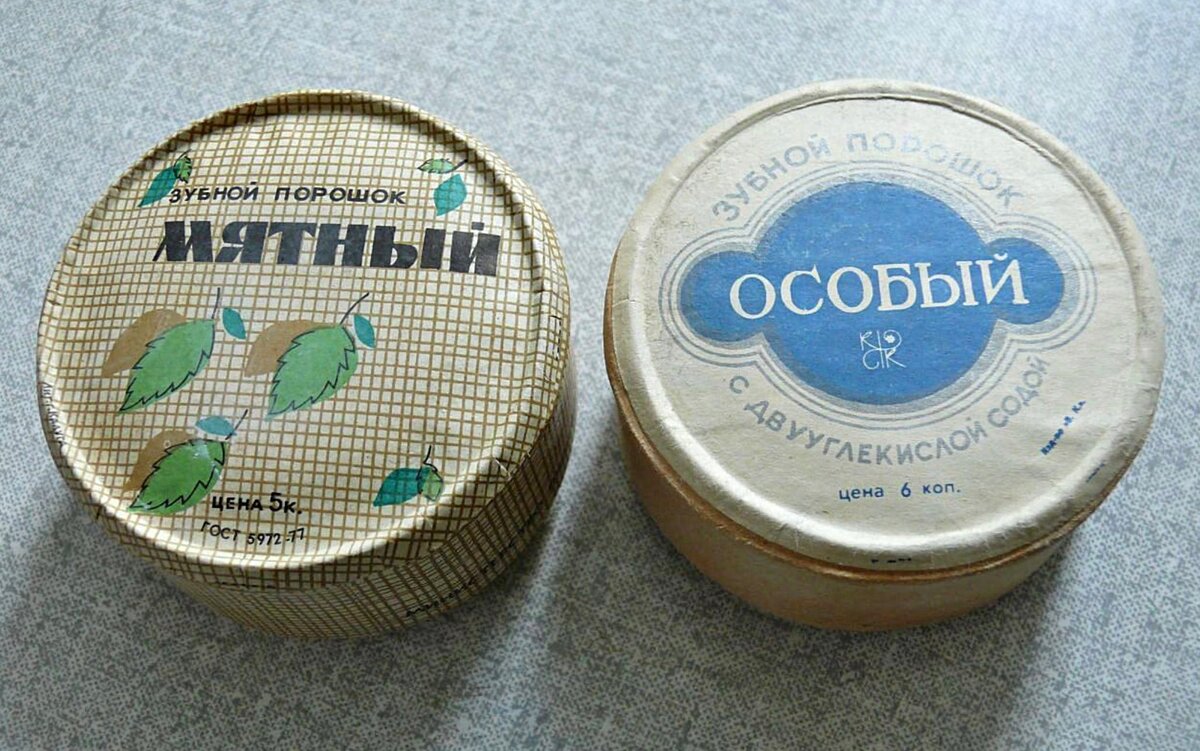 ЗУБНОЙ ПОРОШОК
МЯТНЫЙ
ЦЕНА 5к.
ГОСТ 5972-77
ЗУБНОЙ ПОРОШОК
ОСОБЫЙ
С ДВУУГЛЕКИСЛОЙ СОДОЙ
цена 6 коп.